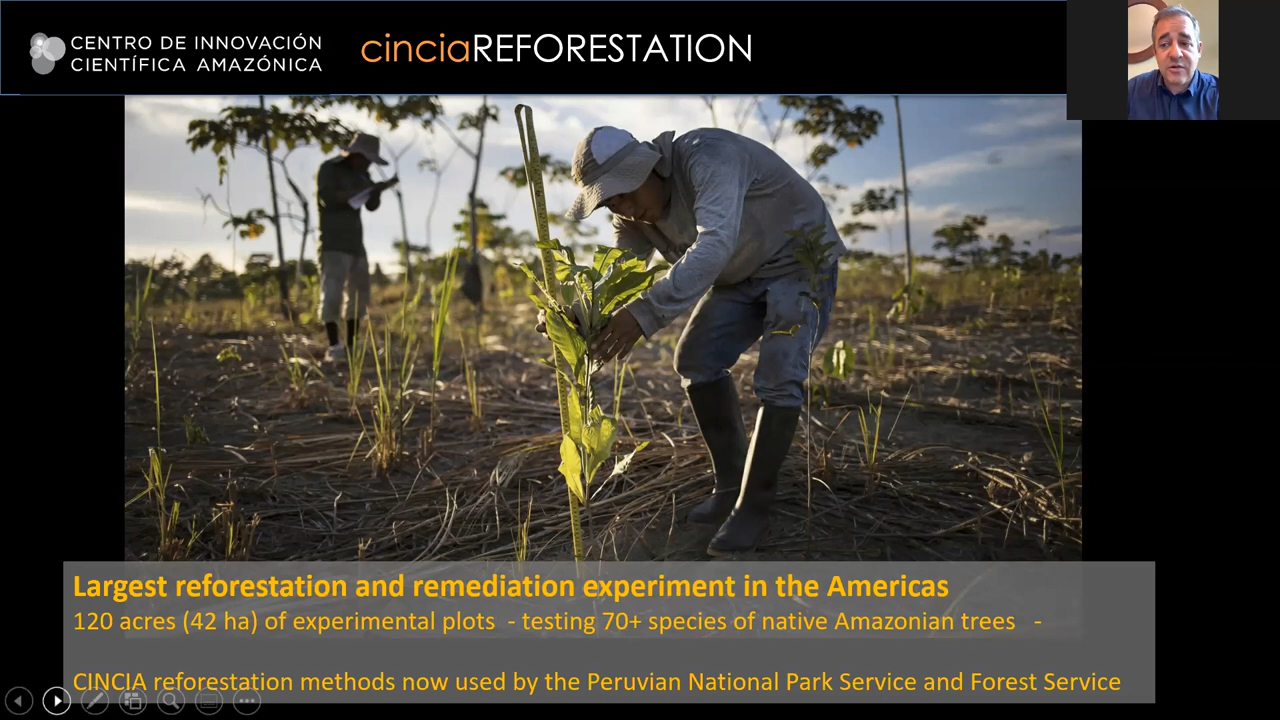 CENTRO DE INNOVACIÓN
CIENTÍFICA AMAZÓNICA
cinciaREFORESTATION
Largest reforestation and remediation experiment in the Americas
120 acres (42 ha) of experimental plots - testing 70+ species of native Amazonian trees -
CINCIA reforestation methods now used by the Peruvian National Park Service and Forest Service